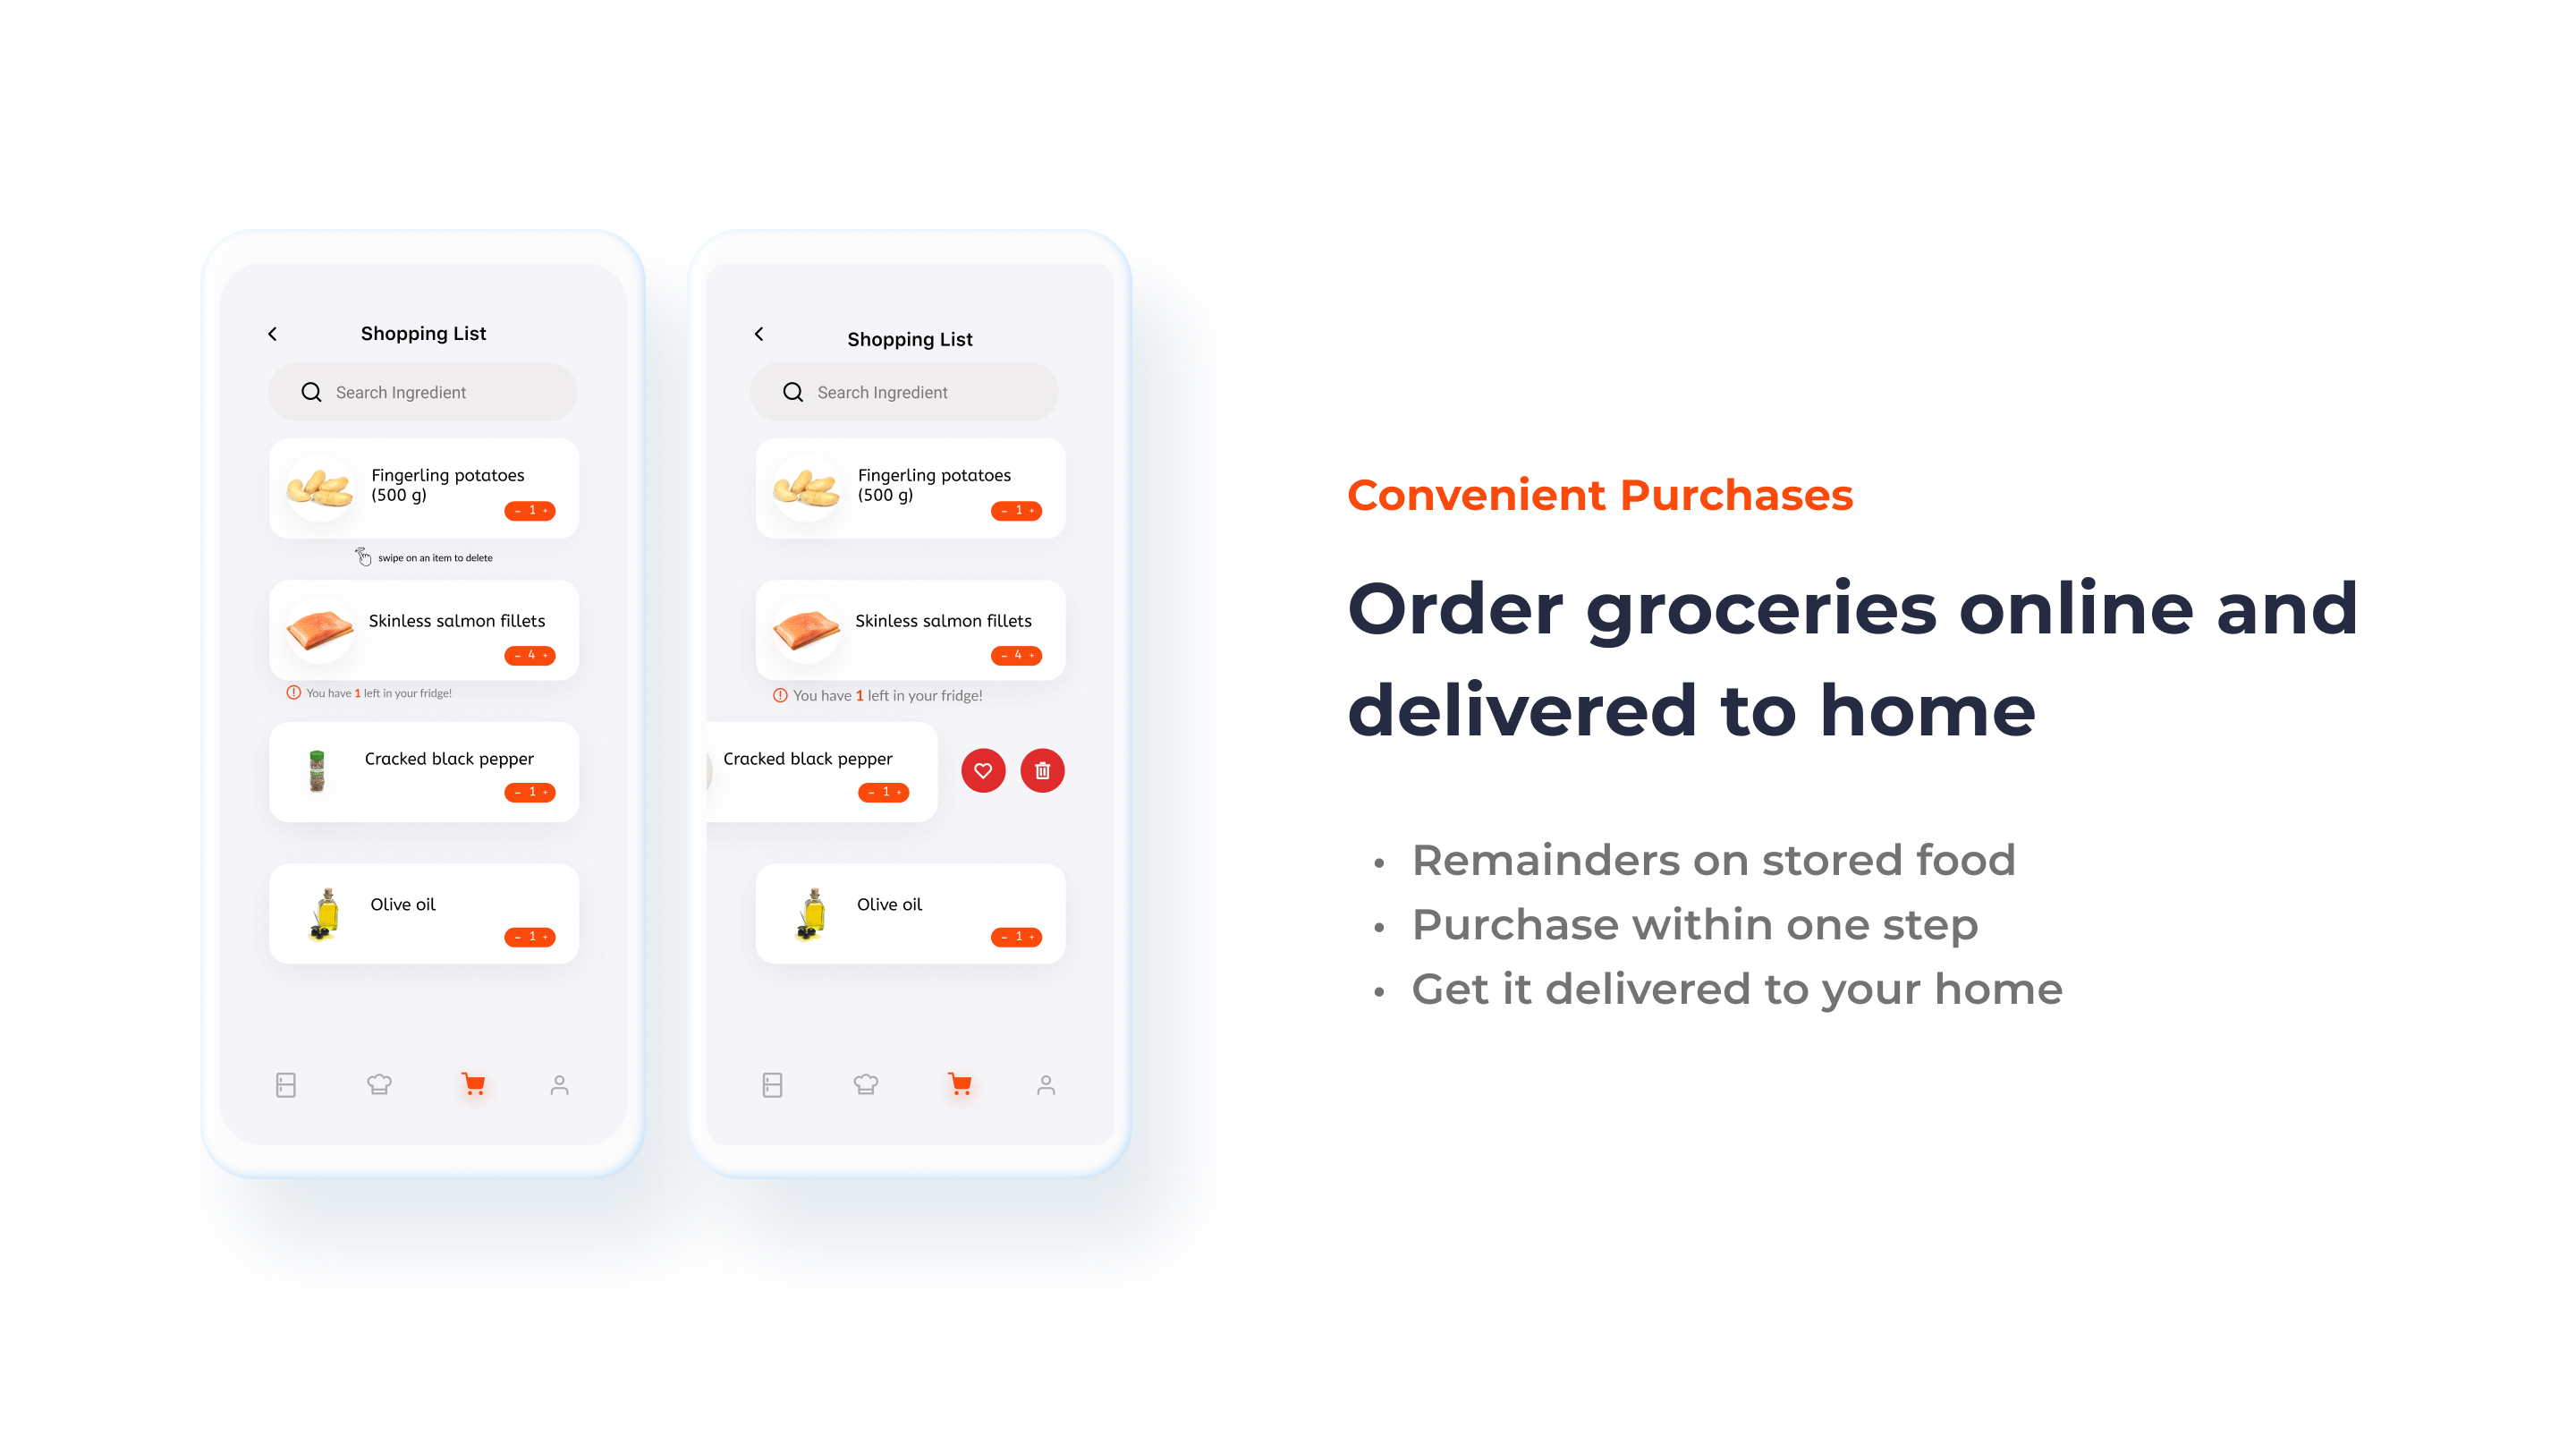 Shopping List
Search Ingredient
Fingerling potatoes
(500 g)
- 1 +
swipe on an item to delete
Skinless salmon fillets
- 4 +
You have 1 left in your fridge!
Cracked black pepper
- 1 +
Olive oil
- 1 +
Shopping List
Search Ingredient
Fingerling potatoes
(500 g)
- 1 +
Skinless salmon fillets
- 4 +
You have 1 left in your fridge!
Cracked black pepper
- 1 +
Olive oil
- 1 +
Convenient Purchases
Order groceries online and
delivered to home
• Remainders on stored food
• Purchase within one step
• Get it delivered to your home